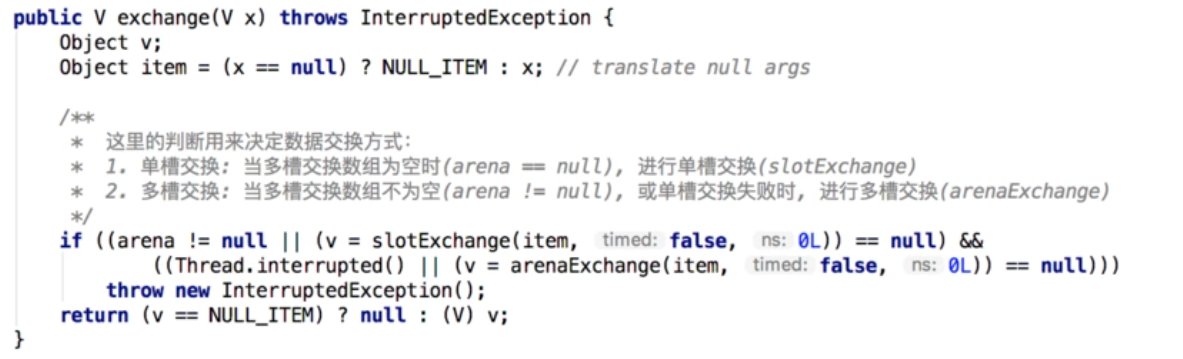 public V exchange(V x) throws InterruptedException {
    Object v;
    Object item = (x == null) ? NULL_ITEM : x; // translate null args

    /**
     * 这里的判断用来决定数据交换方式：
     * 1. 单槽交换: 当多槽交换数组为空时(arena == null), 进行单槽交换(slotExchange)
     * 2. 多槽交换: 当多槽交换数组不为空(arena != null), 或单槽交换失败时, 进行多槽交换(arenaExchange)
     */
    if ((arena != null || (v = slotExchange(item, timed: false, ns: 0L)) == null) &&
            ((Thread.interrupted() || (v = arenaExchange(item, timed: false, ns: 0L)) == null)))
        throw new InterruptedException();
    return (v == NULL_ITEM) ? null : (V) v;
}